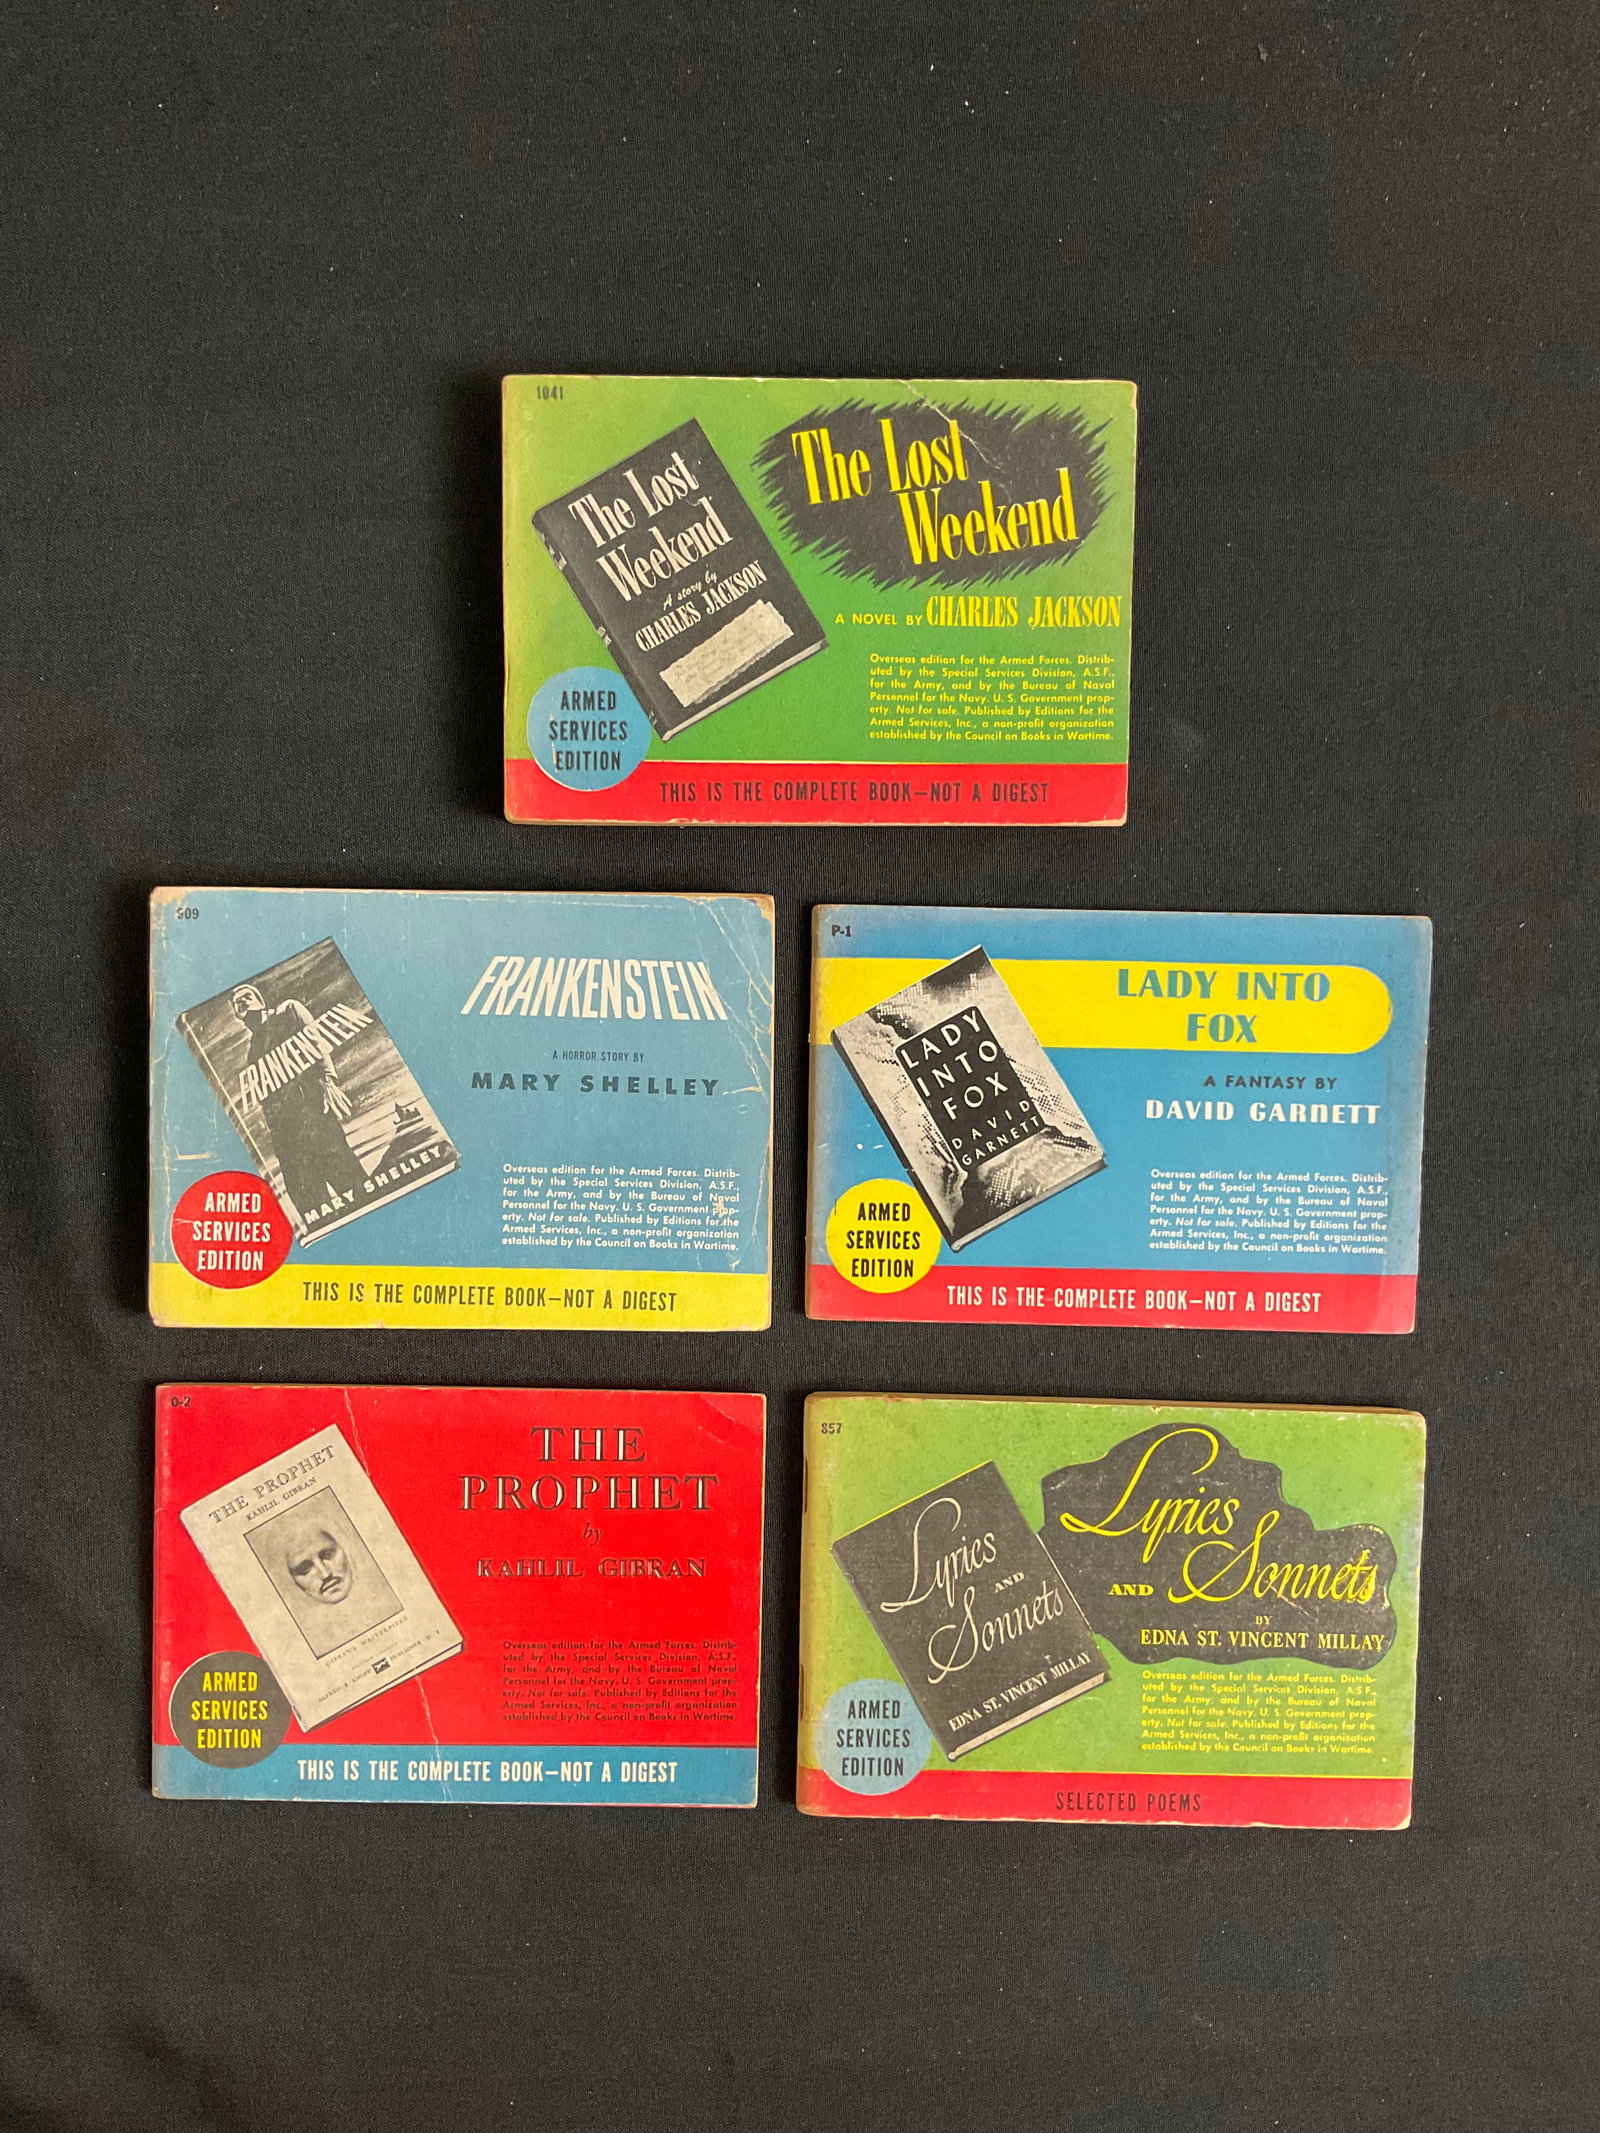 1041
The Lost
Weekend
A story by
CHARLES JACKSON
The Lost
Weekend
A NOVEL BY CHARLES JACKSON
Overseas edition for the Armed Forces. Distrib-
uted by the Special Services Division, A.S.F.,
for the Army, and by the Bureau of Naval
Personnel for the Navy. U. S. Government prop-
erty. Not for sale. Published by Editions for the
Armed Services, Inc., a non-profit organization
established by the Council on Books in Wartime.
ARMED
SERVICES
EDITION
THIS IS THE COMPLETE BOOK—NOT A DIGEST
909
FRANKENSTEIN
MARY SHELLEY
FRANKENSTEIN
A HORROR STORY BY
MARY SHELLEY
Overseas edition for the Armed Forces. Distrib-
uted by the Special Services Division, A.S.F.,
for the Army, and by the Bureau of Naval
Personnel for the Navy. U. S. Government prop-
erty. Not for sale. Published by Editions for the
Armed Services, Inc., a non-profit organization
established by the Council on Books in Wartime.
ARMED
SERVICES
EDITION
THIS IS THE COMPLETE BOOK—NOT A DIGEST
P-1
LADY
INTO
FOX
DAVID
GARNETT
LADY INTO
FOX
A FANTASY BY
DAVID GARNETT
Overseas edition for the Armed Forces. Distrib-
uted by the Special Services Division, A.S.F.,
for the Army, and by the Bureau of Naval
Personnel for the Navy. U. S. Government prop-
erty. Not for sale. Published by Editions for the
Armed Services, Inc., a non-profit organization
established by the Council on Books in Wartime.
ARMED
SERVICES
EDITION
THIS IS THE COMPLETE BOOK—NOT A DIGEST
O-2
THE PROPHET
KAHLIL GIBRAN
GIBRAN'S MASTERPIECE
ALFRED A KNOPF PUBLISHER N. Y.
THE
PROPHET
by
KAHLIL GIBRAN
Overseas edition for the Armed Forces. Distrib-
uted by the Special Services Division, A.S.F.,
for the Army, and by the Bureau of Naval
Personnel for the Navy. U. S. Government prop-
erty. Not for sale. Published by Editions for the
Armed Services, Inc., a non-profit organization
established by the Council on Books in Wartime.
ARMED
SERVICES
EDITION
THIS IS THE COMPLETE BOOK—NOT A DIGEST
857
Lyrics
AND
Sonnets
EDNA ST. VINCENT MILLAY
Lyrics
AND Sonnets
BY
EDNA ST. VINCENT MILLAY
Overseas edition for the Armed Forces. Distrib-
uted by the Special Services Division, A.S.F.,
for the Army, and by the Bureau of Naval
Personnel for the Navy. U. S. Government prop-
erty. Not for sale. Published by Editions for the
Armed Services, Inc., a non-profit organization
established by the Council on Books in Wartime.
ARMED
SERVICES
EDITION
SELECTED POEMS